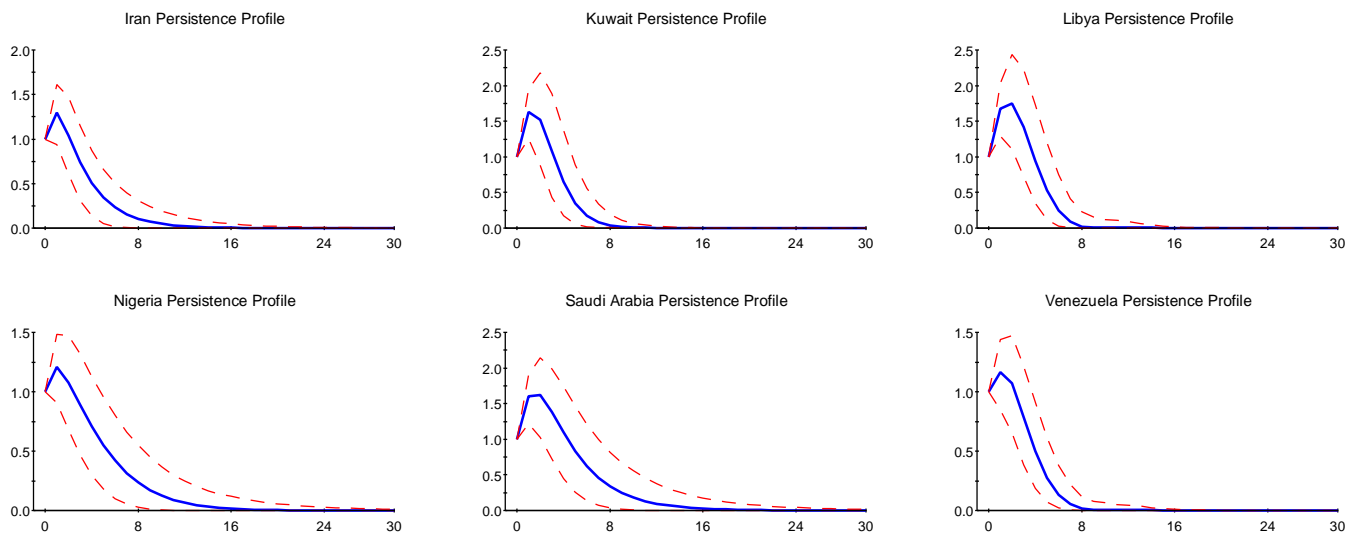 Iran Persistence Profile
2.0
1.5
1.0
0.5
0.0
0 8 16 24 30
Kuwait Persistence Profile
2.5
2.0
1.5
1.0
0.5
0.0
0 8 16 24 30
Libya Persistence Profile
2.5
2.0
1.5
1.0
0.5
0.0
0 8 16 24 30
Nigeria Persistence Profile
1.5
1.0
0.5
0.0
0 8 16 24 30
Saudi Arabia Persistence Profile
2.5
2.0
1.5
1.0
0.5
0.0
0 8 16 24 30
Venezuela Persistence Profile
1.5
1.0
0.5
0.0
0 8 16 24 30